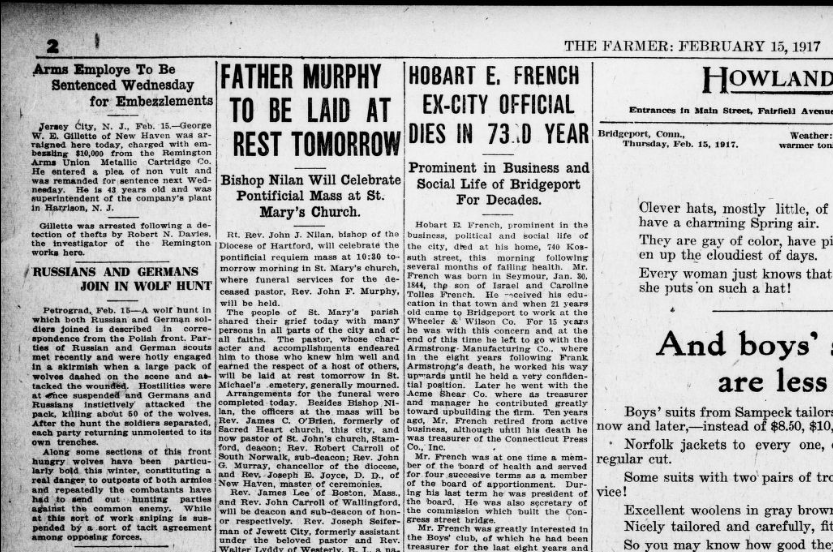 2
THE FARMER: FEBRUARY 15, 1917
Arms Employe To Be
Sentenced Wednesday
for Embezzlements
Jersey City, N. J., Feb. 15.—George
W. E. Gillette of New Haven was ar-
raigned here today, charged with em-
bezzling $10,000 from the Remington
Arms Union Metallic Cartridge Co.
He entered a plea of non vult and
was remanded for sentence next Wed-
nesday. He is 43 years old and was
superintendent of the company's plant
in Harrison, N. J.
Gillette was arrested following a de-
tection of thefts by Robert N. Davies,
the investigator of the Remington
works here.
RUSSIANS AND GERMANS
JOIN IN WOLF HUNT
Petrograd, Feb. 15—A wolf hunt in
which both Russian and German sol-
diers joined is described in corre-
spondence from the Polish front. Par-
ties of Russian and German scouts
met recently and were hotly engaged
in a skirmish when a large pack of
wolves dashed on the scene and at-
tacked the wounded. Hostilities were
at once suspended and Germans and
Russians instictively attacked the
pack, killing about 50 of the wolves.
After the hunt the soldiers separated,
each party returning unmolested to its
own trenches.
Along some sections of this front
hungry wolves have been particu-
larly bold this winter, constituting a
real danger to outposts of both armies
and repeatedly the combatants have
had to send out hunting parties
against the common enemy. While
at this sort of work sniping is sus-
pended by a sort of tacit agreement
among opposing forces.
FATHER MURPHY
TO BE LAID AT
REST TOMORROW
Bishop Nilan Will Celebrate
Pontificial Mass at St.
Mary's Church.
Rt. Rev. John J. Nilan, bishop of the
Diocese of Hartford, will celebrate the
pontificial requiem mass at 10:30 to-
morrow morning in St. Mary's church,
where funeral services for the de-
ceased pastor, Rev. John F. Murphy,
will be held.
The people of St. Mary's parish
shared their grief today with many
persons in all parts of the city and of
all faiths. The pastor, whose char-
acter and accomplishments endeared
him to those who knew him well and
earned the respect of a host of others,
will be laid at rest tomorrow in St.
Michael's .emetery, generally mourned.
Arrangements for the funeral were
completed today. Besides Bishop Ni-
lan, the officers at the mass will be
Rev. James C. O'Brien, formerly of
Sacred Heart church, this city, and
now pastor of St. John's church, Stam-
ford, deacon; Rev. Robert Carroll of
South Norwalk, sub-deacon; Rev. John
G. Murray, chancellor of the diocese,
and Rev. Joseph E. Joyce, D. D., of
New Haven, master of ceremonies.
Rev. James Lee of Boston, Mass.,
and Rev. John Carroll of Wallingford,
will be deacon and sub-deacon of hon-
or respectively. Rev. Joseph Seifer-
man of Jewett City, formerly assistant
under the beloved pastor and Rev.
Walter Lyddy of Westerly, R. I., a na-
HOBART E. FRENCH
EX-CITY OFFICIAL
DIES IN 73.D YEAR
Prominent in Business and
Social Life of Bridgeport
For Decades.
Hobart E. French, prominent in the
business, political and social life of
the city, died at his home, 740 Kos-
suth street, this morning following
several months of failing health. Mr.
French was born in Seymour, Jan. 30,
1844, the son of Israel and Caroline
Tolles French. He received his edu-
cation in that town and when 21 years
old came to Bridgeport to work at the
Wheeler & Wilson Co. For 15 years
he was with this concern and at the
end of this time he left to go with the
Armstrong Manufacturing Co., where
in the eight years following Frank
Armstrong's death, he worked his way
upwards until he held a very confiden-
tial position. Later he went with the
Acme Shear Co. where as treasurer
and manager he contributed greatly
toward upbuilding the firm. Ten years
ago, Mr. French retired from active
business, although until his death he
was treasurer of the Connecticut Press
Co., Inc.
Mr. French was at one time a mem-
ber of the board of health and served
for four succesive terms as a member
of the board of apportionment. Dur-
ing his last term he was president of
the board. He was also secretary of
the commission which built the Con-
gress street bridge.
Mr. French was greatly interested in
the Boys' club, of which he had been
treasurer for the last eight years and
HOWLAND
Entrances in Main Street, Fairfield Avenue
Bridgeport, Conn.,
Thursday, Feb. 15, 1917.
Weather:
warmer ton
Clever hats, mostly little, of
have a charming Spring air.
They are gay of color, have pi
en up the cloudiest of days.
Every woman just knows that
she puts on such a hat!
And boys' s
are less
Boys' suits from Sampeck tailors
now and later,—instead of $8.50, $10,
Norfolk jackets to every one,
regular cut.
Some suits with two pairs of tro
vice!
Excellent woolens in gray brown
Nicely tailored and carefully, fit
So you may know how good they